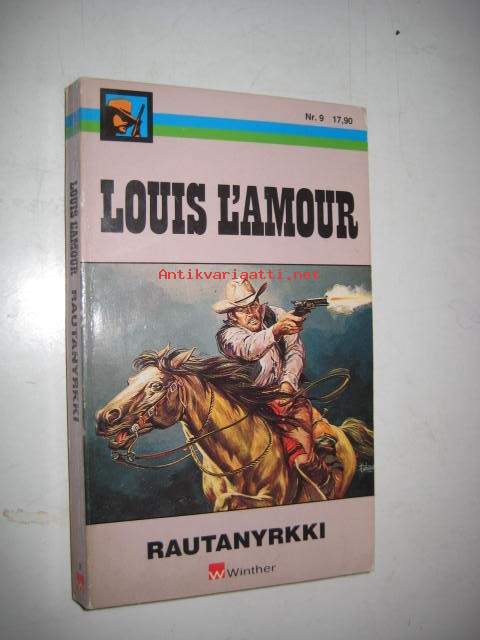 Nr. 9 17,90
LOUIS L'AMOUR
Antikvariaatti.net
RAUTANYRKKI
W Winther
LOUIS L'AMOUR RAUTANYRKKI